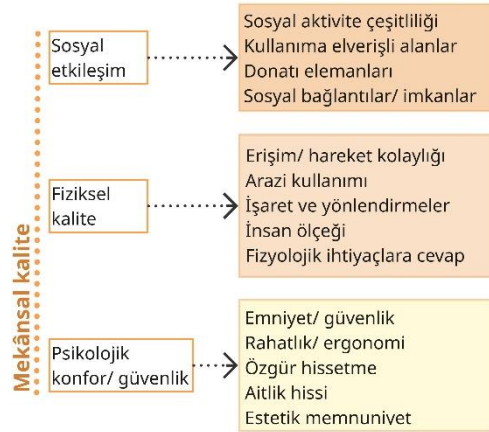 Mekânsal kalite
Sosyal
etkileşim
Sosyal aktivite çeşitliliği
Kullanıma elverişli alanlar
Donatı elemanları
Sosyal bağlantılar/ imkanlar
Fiziksel
kalite
Erişim/ hareket kolaylığı
Arazi kullanımı
İşaret ve yönlendirmeler
İnsan ölçeği
Fizyolojik ihtiyaçlara cevap
Psikolojik
konfor/ güvenlik
Emniyet/ güvenlik
Rahatlık/ ergonomi
Özgür hissetme
Aitlik hissi
Estetik memnuniyet